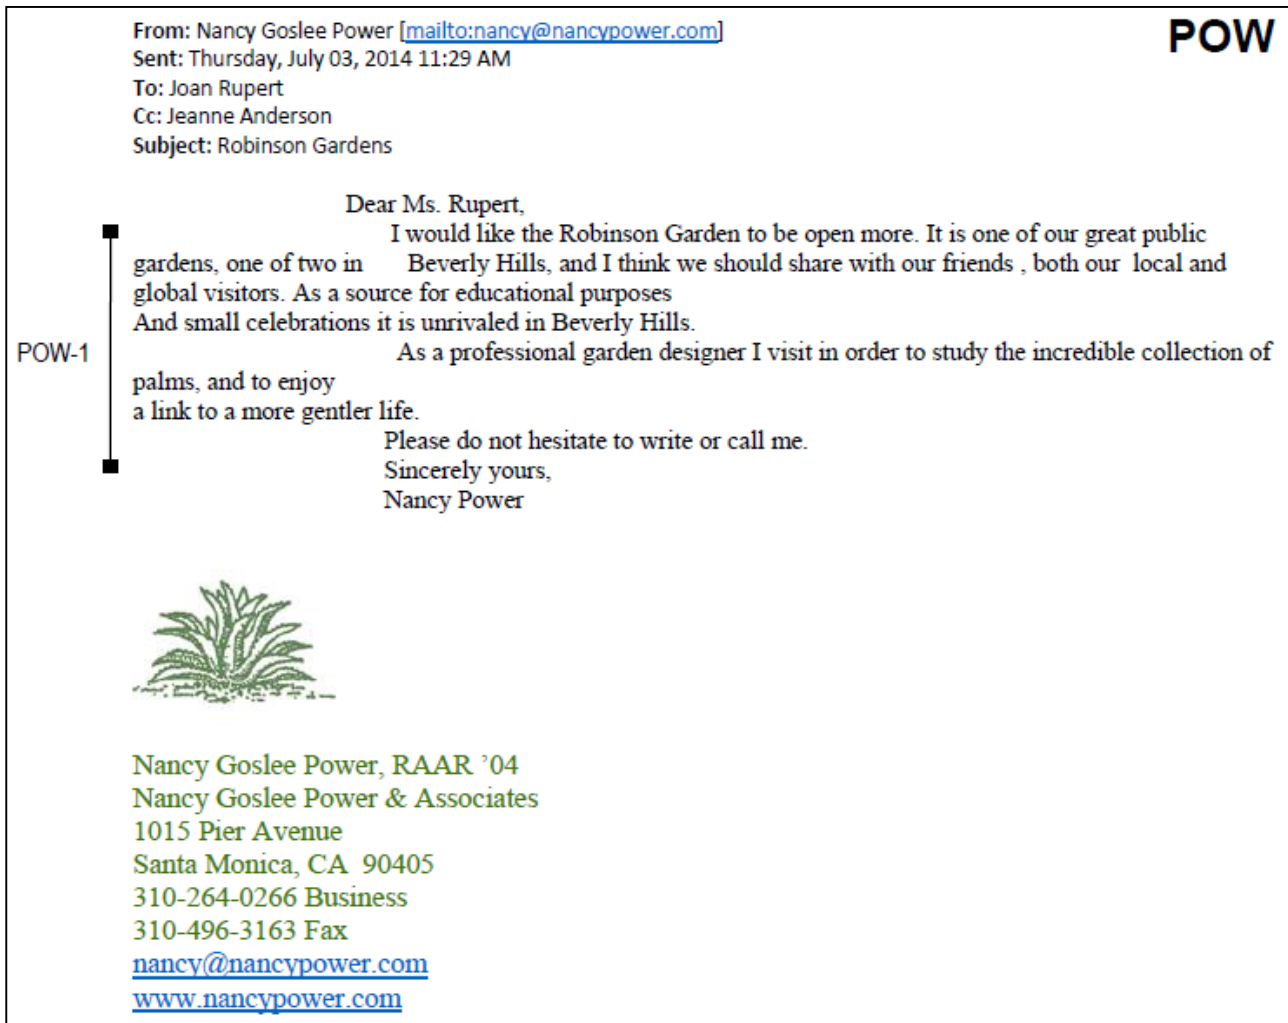 From: Nancy Goslee Power [mailto:nancy@nancypower.com]
POW
Sent: Thursday, July 03, 2014 11:29 AM
To: Joan Rupert
Cc: Jeanne Anderson
Subject: Robinson Gardens
Dear Ms. Rupert,
I would like the Robinson Garden to be open more. It is one of our great public
gardens, one of two in Beverly Hills, and I think we should share with our friends , both our local and
global visitors. As a source for educational purposes
And small celebrations it is unrivaled in Beverly Hills.
POW-1
As a professional garden designer I visit in order to study the incredible collection of
palms, and to enjoy
a link to a more gentler life.
Please do not hesitate to write or call me.
Sincerely yours,
Nancy Power
Nancy Goslee Power, RAAR ’04
Nancy Goslee Power & Associates
1015 Pier Avenue
Santa Monica, CA 90405
310-264-0266 Business
310-496-3163 Fax
nancy@nancypower.com
www.nancypower.com